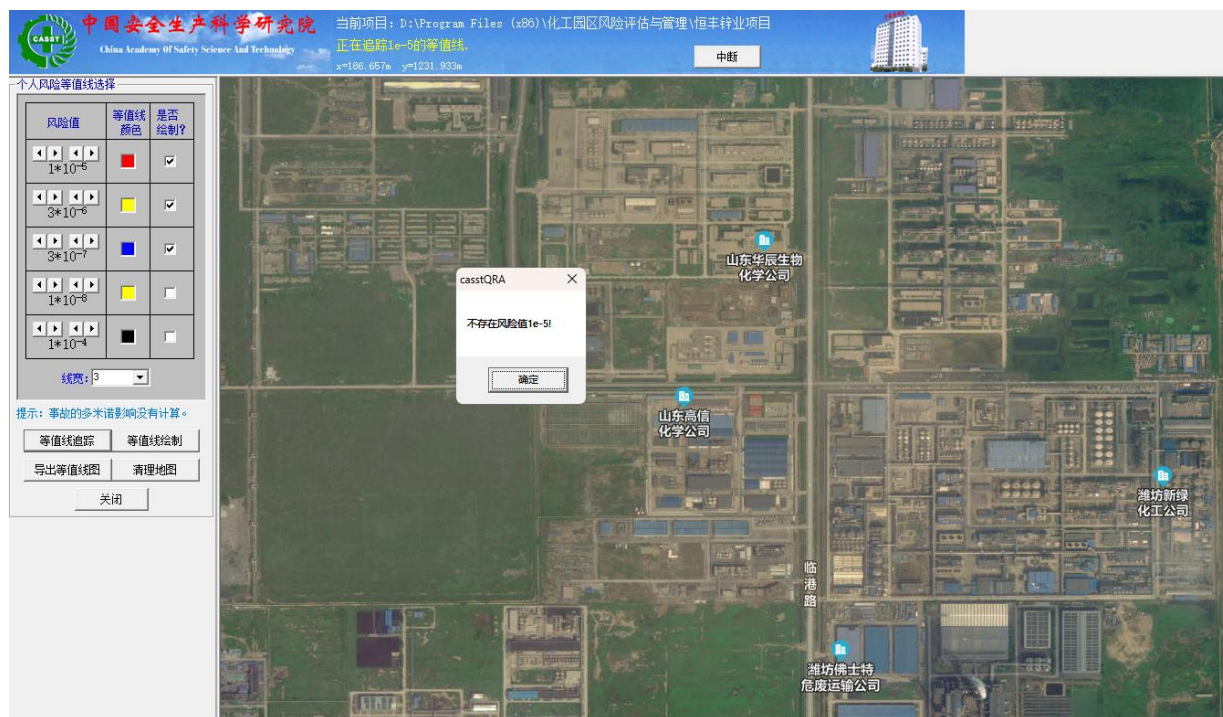 中国安全生产科学研究院
China Academy Of Safety Science And Technology
CASST
当前项目: D:\Program Files (x86)\化工园区风险评估与管理\恒丰锌业项目
正在追踪1e-5的等值线.
x=186.657m y=1231.933m
中断
个人风险等值线选择
风险值
等值线颜色
是否绘制?
1*10-5
3*10-6
3*10-7
1*10-8
1*10-4
线宽: 3
提示: 事故的多米诺影响没有计算。
等值线追踪 等值线绘制
导出等值线图 清理地图
关闭
casstQRA
不存在风险值1e-5!
确定
山东华辰生物
化学公司
山东高信
化学公司
潍坊新绿
化工公司
临港路
潍坊佛士特
危废运输公司